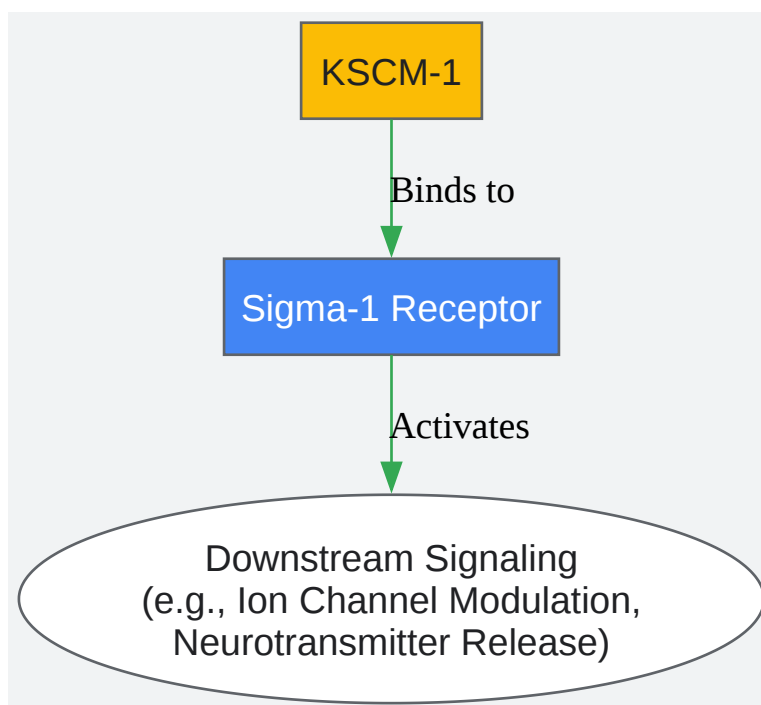 KSCM-1
Binds to
Sigma-1 Receptor
Activates
Downstream Signaling
(e.g., Ion Channel Modulation,
Neurotransmitter Release)